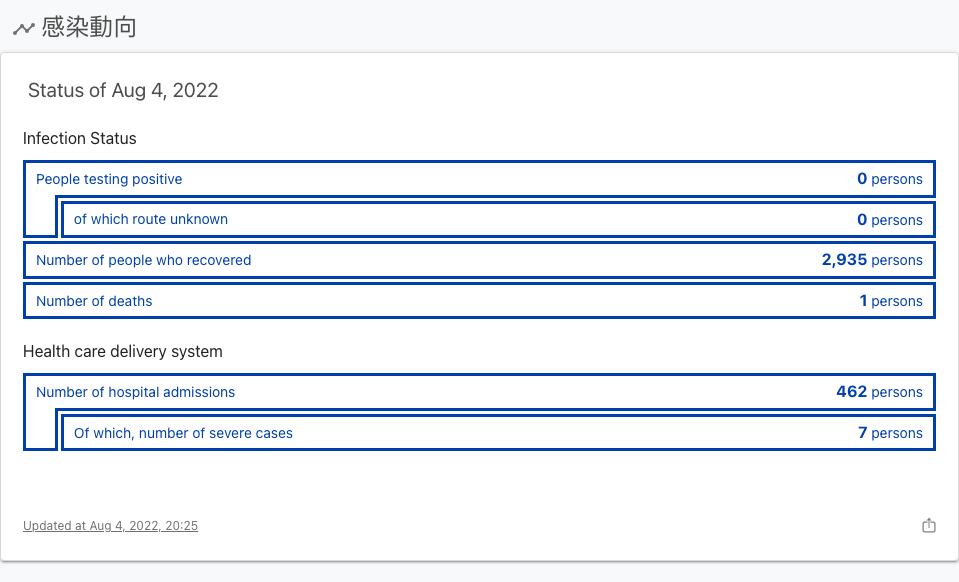 感染動向
Status of Aug 4, 2022
Infection Status
People testing positive 0 persons
of which route unknown 0 persons
Number of people who recovered 2,935 persons
Number of deaths 1 persons
Health care delivery system
Number of hospital admissions 462 persons
Of which, number of severe cases 7 persons
Updated at Aug 4, 2022, 20:25